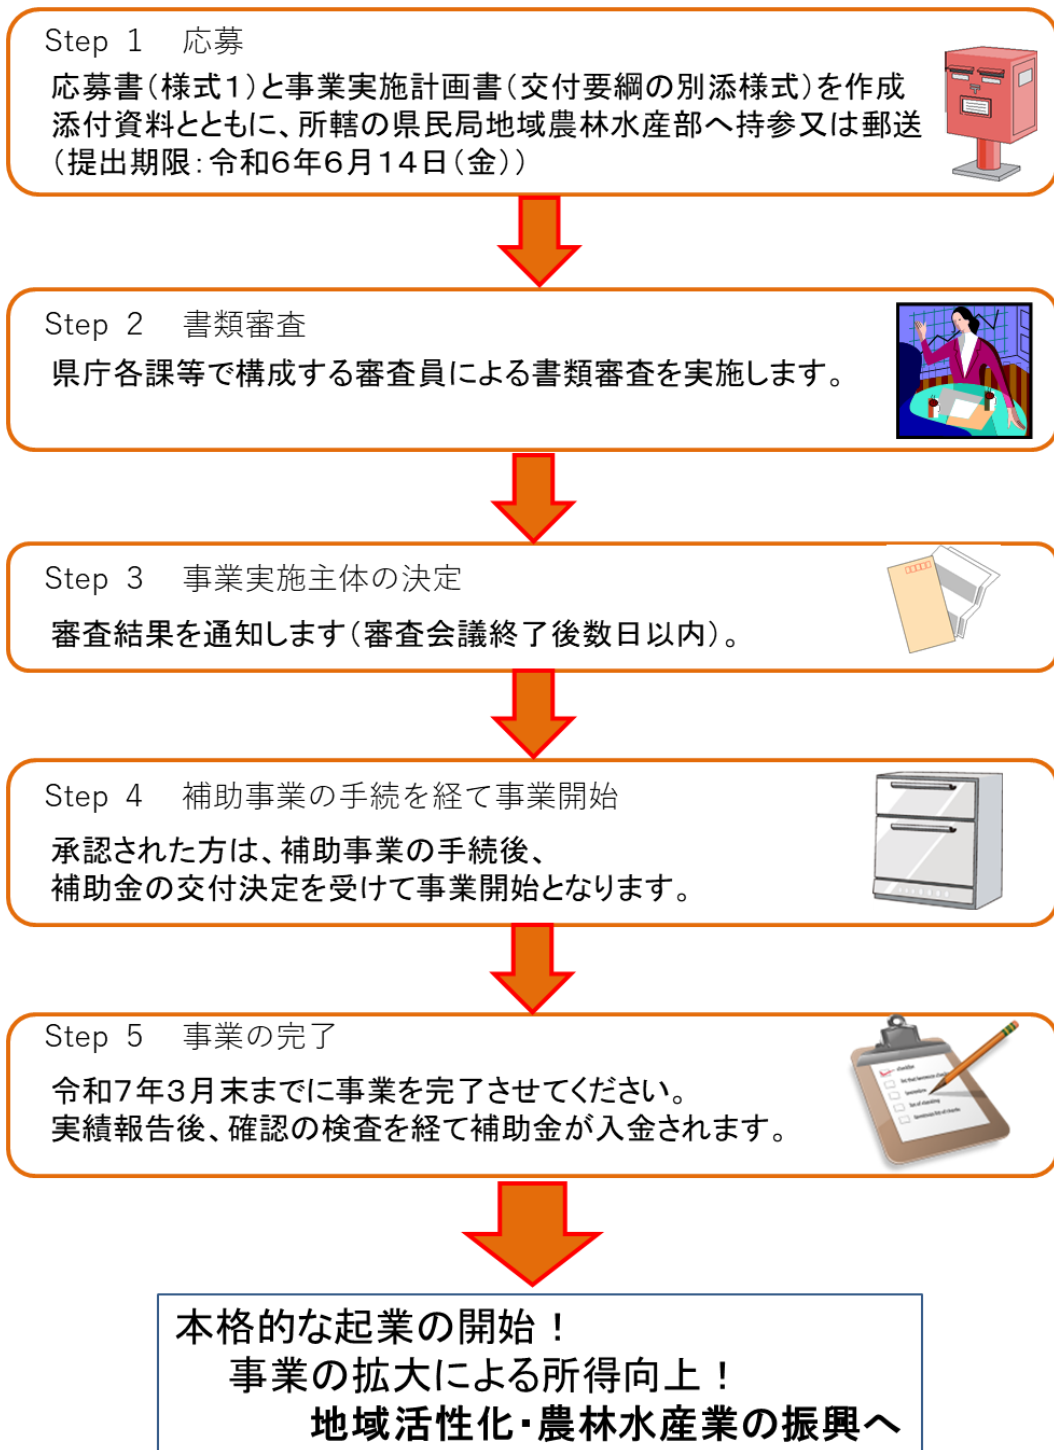 Step 1 応募
応募書(様式1)と事業実施計画書(交付要綱の別添様式)を作成
添付資料とともに、所轄の県民局地域農林水産部へ持参又は郵送
(提出期限:令和6年6月14日(金))
Step 2 書類審査
県庁各課等で構成する審査員による書類審査を実施します。
Step 3 事業実施主体の決定
審査結果を通知します(審査会議終了後数日以内)。
Step 4 補助事業の手続を経て事業開始
承認された方は、補助事業の手続後、
補助金の交付決定を受けて事業開始となります。
Step 5 事業の完了
令和7年3月末までに事業を完了させてください。
実績報告後、確認の検査を経て補助金が入金されます。
本格的な起業の開始!
事業の拡大による所得向上!
地域活性化・農林水産業の振興へ